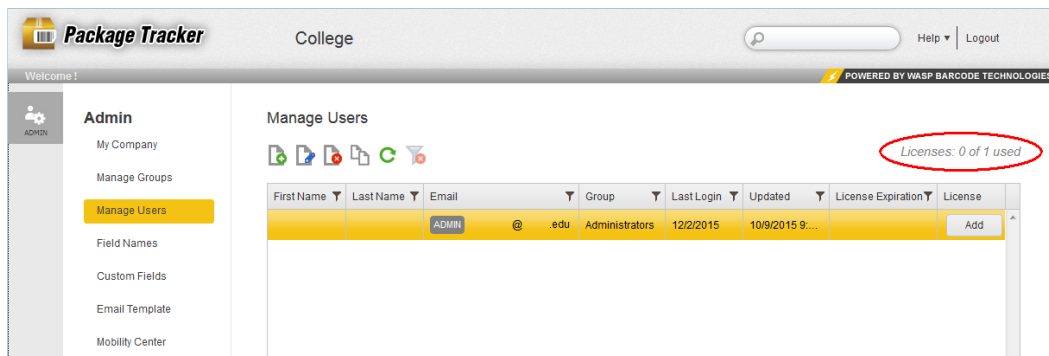 Package Tracker College Help Logout
Welcome ! POWERED BY WASP BARCODE TECHNOLOGIES
ADMIN
Admin
My Company
Manage Groups
Manage Users
Field Names
Custom Fields
Email Template
Mobility Center
Manage Users
Licenses: 0 of 1 used
First Name Last Name Email Group Last Login Updated License Expiration License
ADMIN @ .edu Administrators 12/2/2015 10/9/2015 9:... Add